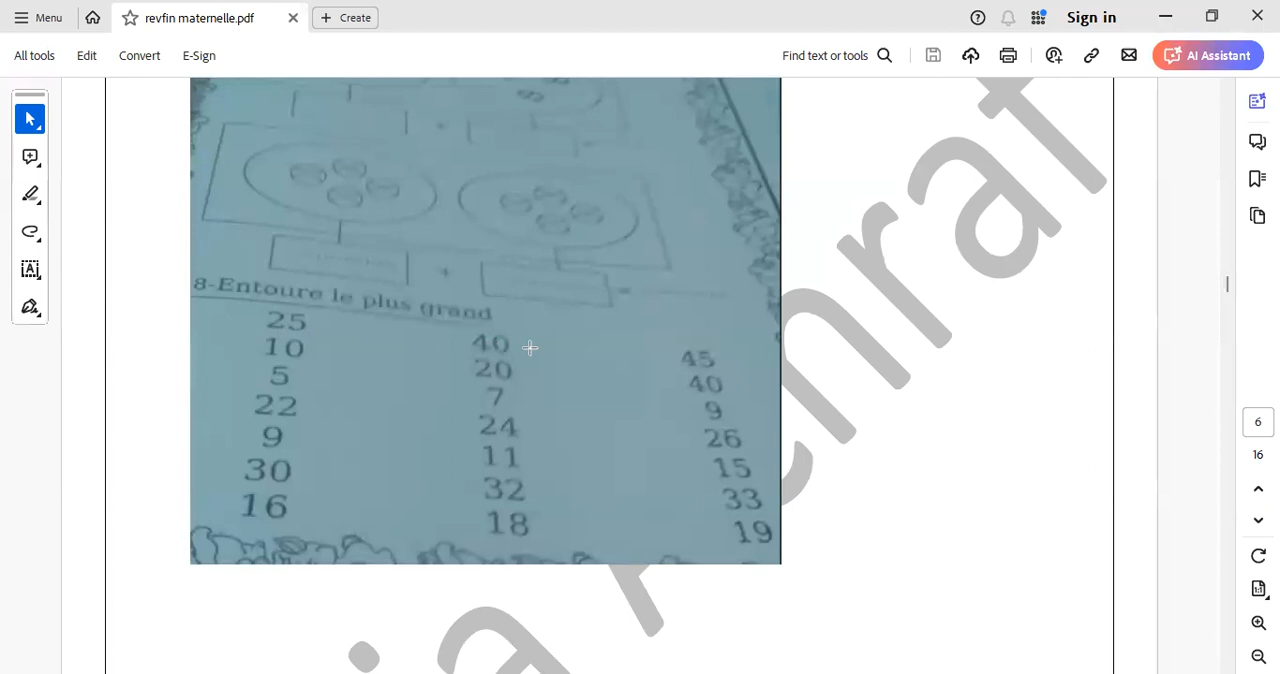 Menu
revfin maternelle.pdf
Create
Sign in
All tools
Edit
Convert
E-Sign
Find text or tools
AI Assistant
+
+
8-Entoure le plus grand
25 40 45
10 20 40
5 7 9
22 24 26
9 11 15
30 32 33
16 18 19
6
16